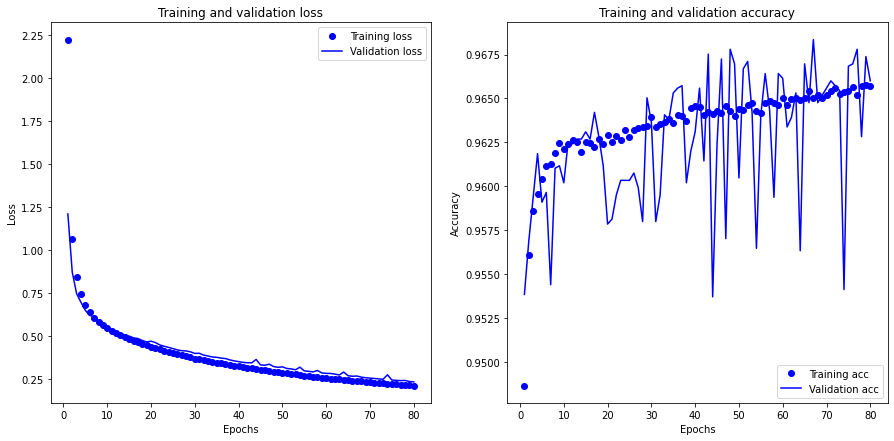 Training and validation loss
Training loss
Validation loss
2.25
2.00
1.75
1.50
1.25
1.00
0.75
0.50
0.25
Loss
0 10 20 30 40 50 60 70 80
Epochs
Training and validation accuracy
0.9675
0.9650
0.9625
0.9600
0.9575
0.9550
0.9525
0.9500
Accuracy
Training acc
Validation acc
0 10 20 30 40 50 60 70 80
Epochs